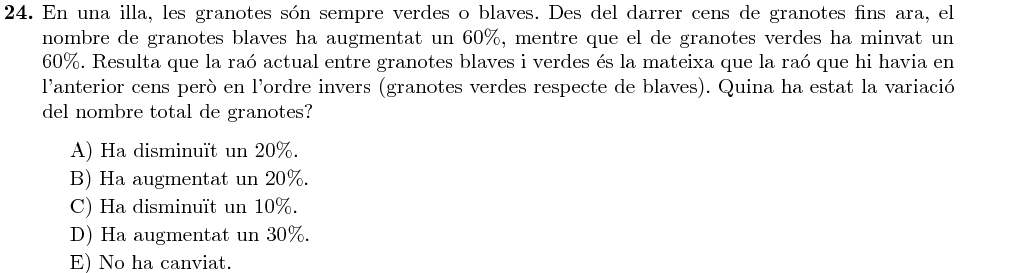 24. En una illa, les granotes són sempre verdes o blaves. Des del darrer cens de granotes fins ara, el
nombre de granotes blaves ha augmentat un 60%, mentre que el de granotes verdes ha minvat un
60%. Resulta que la raó actual entre granotes blaves i verdes és la mateixa que la raó que hi havia en
l'anterior cens però en l'ordre invers (granotes verdes respecte de blaves). Quina ha estat la variació
del nombre total de granotes?
A) Ha disminuït un 20%.
B) Ha augmentat un 20%.
C) Ha disminuït un 10%.
D) Ha augmentat un 30%.
E) No ha canviat.